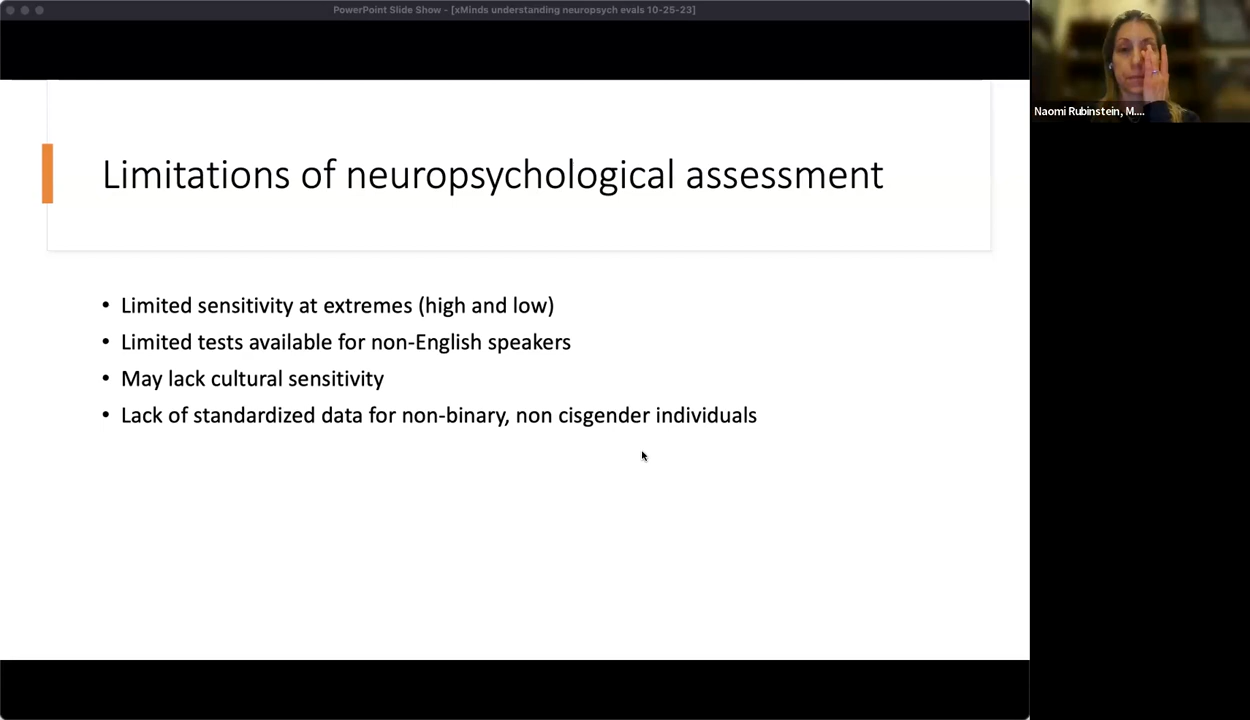 PowerPoint Slide Show - [xMinds understanding neuropsych evals 10-25-23]
Naomi Rubinstein, M....
Limitations of neuropsychological assessment
• Limited sensitivity at extremes (high and low)
• Limited tests available for non-English speakers
• May lack cultural sensitivity
• Lack of standardized data for non-binary, non cisgender individuals